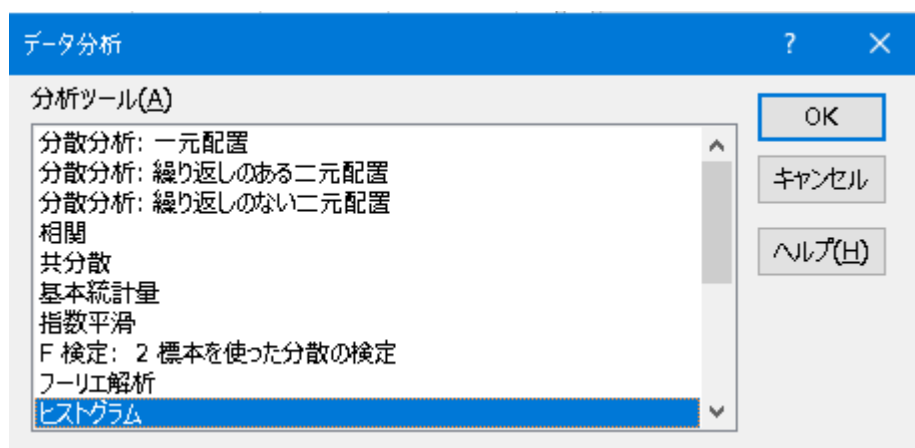 データ分析
?
×
分析ツール(A)
分散分析: 一元配置
分散分析: 繰り返しのある二元配置
分散分析: 繰り返しのない二元配置
相関
共分散
基本統計量
指数平滑
F 検定: 2 標本を使った分散の検定
フーリエ解析
ヒストグラム
OK
キャンセル
ヘルプ(H)